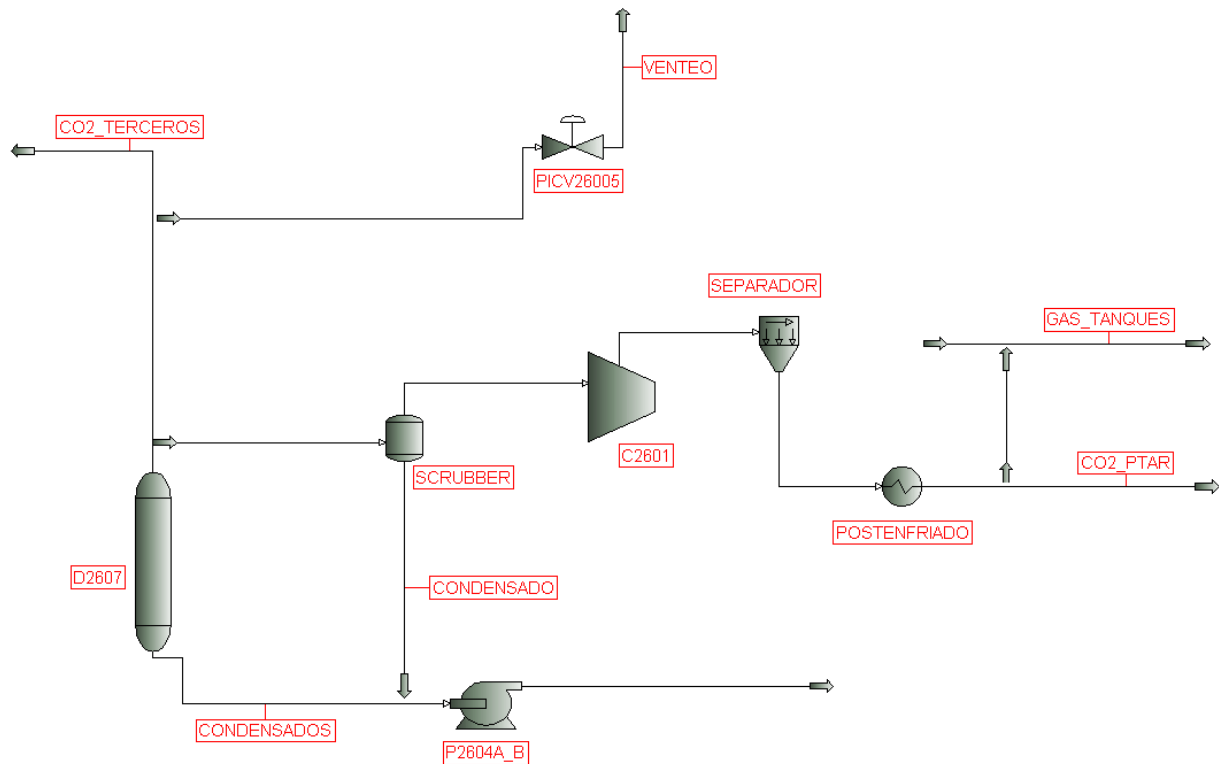 VENTEO
CO2_TERCEROS
PICV26005
SEPARADOR
GAS_TANQUES
C2601
CO2_PTAR
SCRUBBER
POSTENFRIADO
D2607
CONDENSADO
CONDENSADOS
P2604A_B